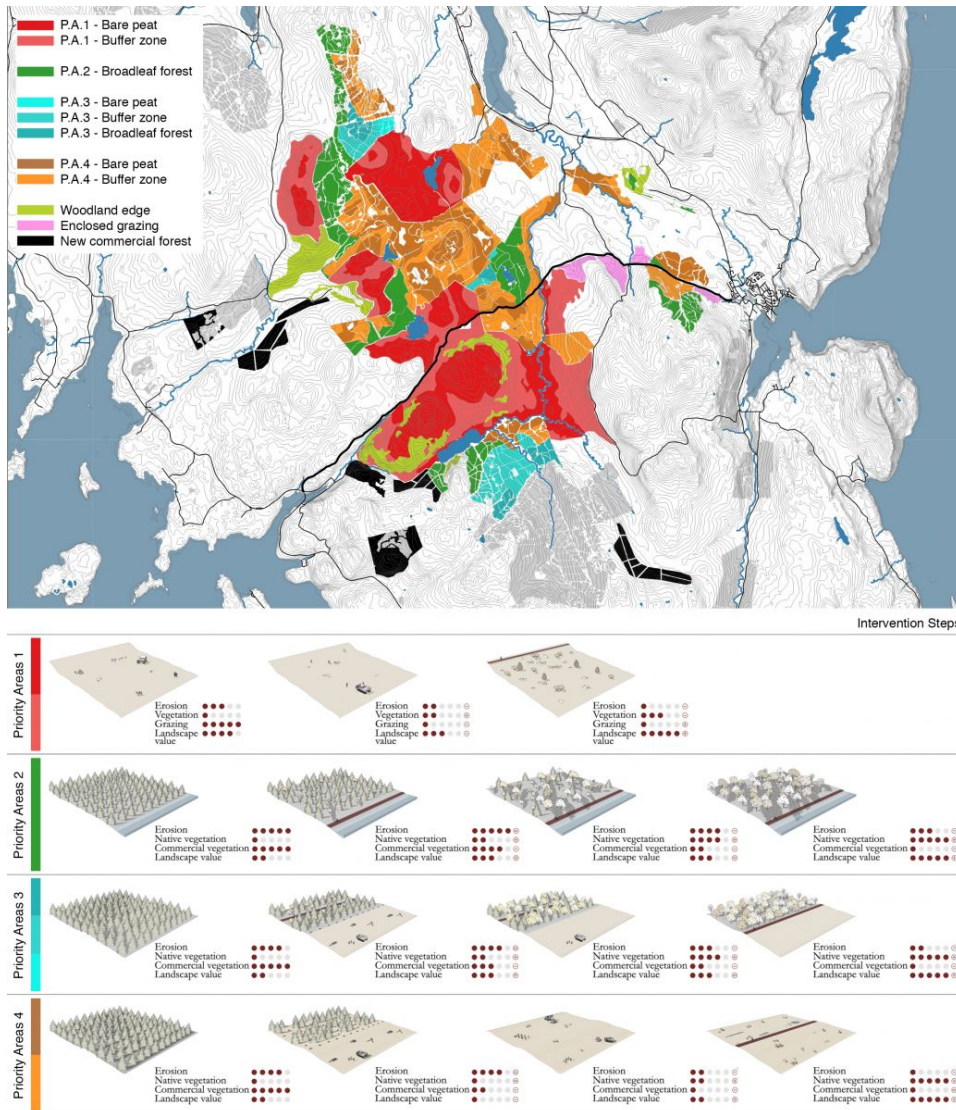 P.A.1 - Bare peat
P.A.1 - Buffer zone
P.A.2 - Broadleaf forest
P.A.3 - Bare peat
P.A.3 - Buffer zone
P.A.3 - Broadleaf forest
P.A.4 - Bare peat
P.A.4 - Buffer zone
Woodland edge
Enclosed grazing
New commercial forest
Intervention Steps
Priority Areas 1
Erosion
Vegetation
Grazing
Landscape
value
Erosion
Vegetation
Grazing
Landscape
value
Erosion
Vegetation
Grazing
Landscape
value
Priority Areas 2
Erosion
Native vegetation
Commercial vegetation
Landscape value
Erosion
Native vegetation
Commercial vegetation
Landscape value
Erosion
Native vegetation
Commercial vegetation
Landscape value
Erosion
Native vegetation
Commercial vegetation
Landscape value
Priority Areas 3
Erosion
Native vegetation
Commercial vegetation
Landscape value
Erosion
Native vegetation
Commercial vegetation
Landscape value
Erosion
Native vegetation
Commercial vegetation
Landscape value
Erosion
Native vegetation
Commercial vegetation
Landscape value
Priority Areas 4
Erosion
Native vegetation
Commercial vegetation
Landscape value
Erosion
Native vegetation
Commercial vegetation
Landscape value
Erosion
Native vegetation
Commercial vegetation
Landscape value
Erosion
Native vegetation
Commercial vegetation
Landscape value